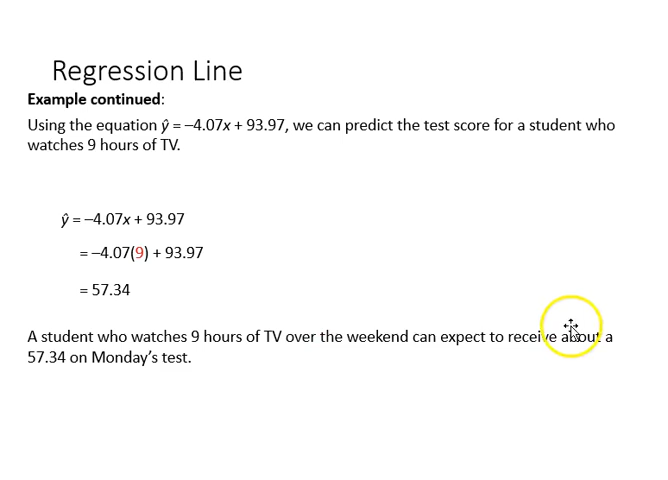 Regression Line
Example continued:
Using the equation ŷ = –4.07x + 93.97, we can predict the test score for a student who
watches 9 hours of TV.
ŷ = –4.07x + 93.97
= –4.07(9) + 93.97
= 57.34
A student who watches 9 hours of TV over the weekend can expect to receive about a
57.34 on Monday’s test.